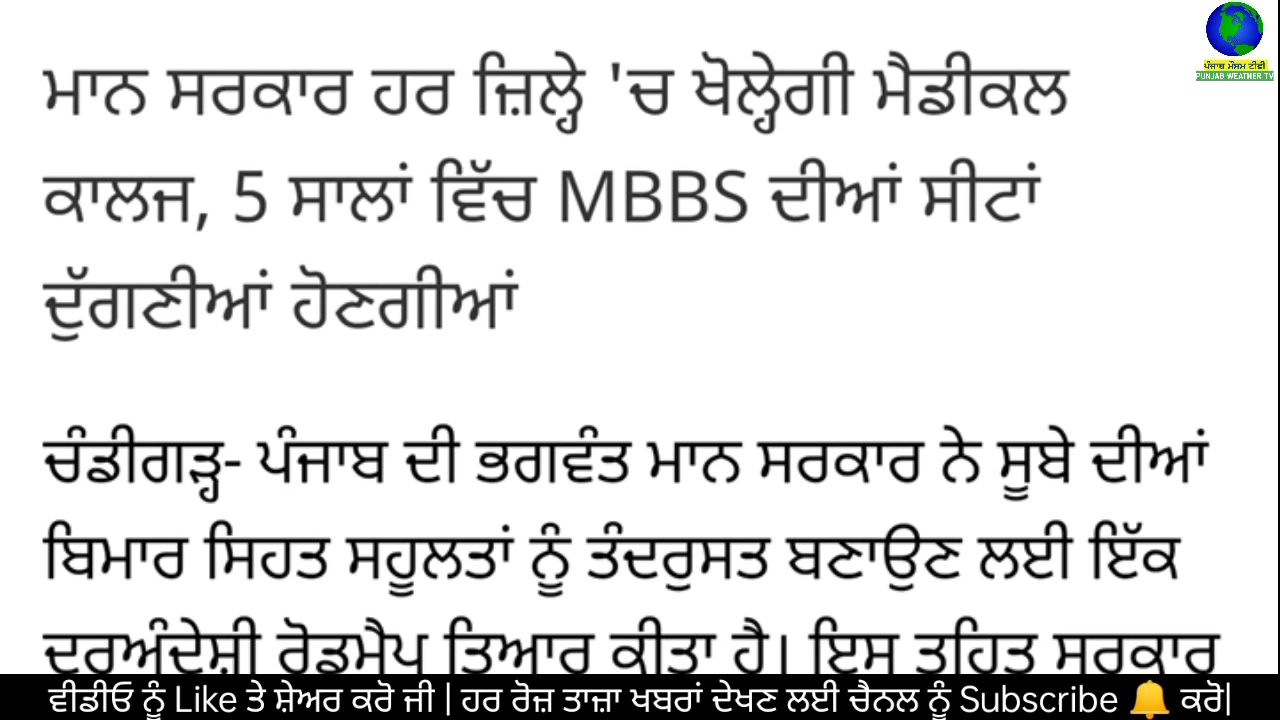 ਪੰਜਾਬ ਮੌਸਮ ਟੀਵੀ
PUNJAB WEATHER TV
ਮਾਨ ਸਰਕਾਰ ਹਰ ਜ਼ਿਲ੍ਹੇ 'ਚ ਖੋਲ੍ਹੇਗੀ ਮੈਡੀਕਲ
ਕਾਲਜ, 5 ਸਾਲਾਂ ਵਿੱਚ MBBS ਦੀਆਂ ਸੀਟਾਂ
ਦੁੱਗਣੀਆਂ ਹੋਣਗੀਆਂ
ਚੰਡੀਗੜ੍ਹ- ਪੰਜਾਬ ਦੀ ਭਗਵੰਤ ਮਾਨ ਸਰਕਾਰ ਨੇ ਸੂਬੇ ਦੀਆਂ
ਬਿਮਾਰ ਸਿਹਤ ਸਹੂਲਤਾਂ ਨੂੰ ਤੰਦਰੁਸਤ ਬਣਾਉਣ ਲਈ ਇੱਕ
ਦੂਰਅੰਦੇਸ਼ੀ ਰੋਡਮੈਪ ਤਿਆਰ ਕੀਤਾ ਹੈ। ਇਸ ਤਹਿਤ ਸਰਕਾਰ
ਵੀਡੀਓ ਨੂੰ Like ਤੇ ਸ਼ੇਅਰ ਕਰੋ ਜੀ | ਹਰ ਰੋਜ਼ ਤਾਜ਼ਾ ਖਬਰਾਂ ਦੇਖਣ ਲਈ ਚੈਨਲ ਨੂੰ Subscribe 🔔 ਕਰੋ|